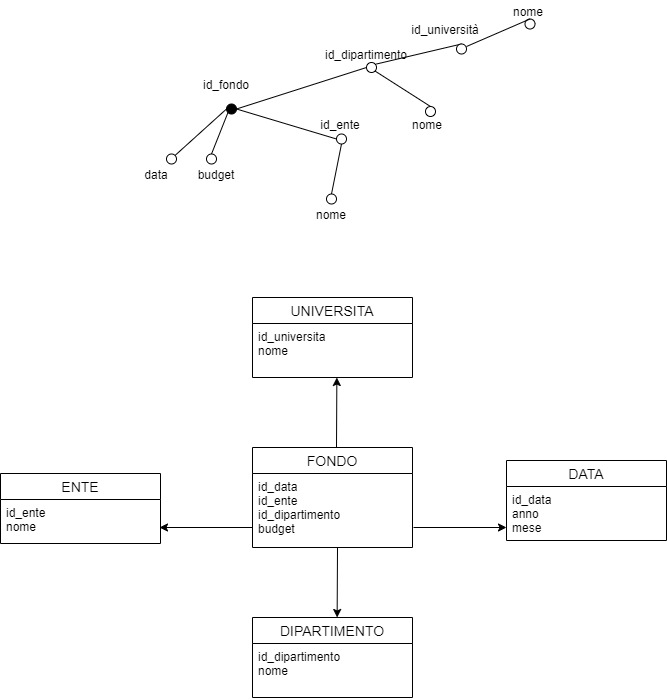 nome
id_università
id_dipartimento
id_fondo
id_ente
nome
data
budget
nome
UNIVERSITA
id_universita
nome
FONDO
id_data
id_ente
id_dipartimento
budget
ENTE
id_ente
nome
DATA
id_data
anno
mese
DIPARTIMENTO
id_dipartimento
nome